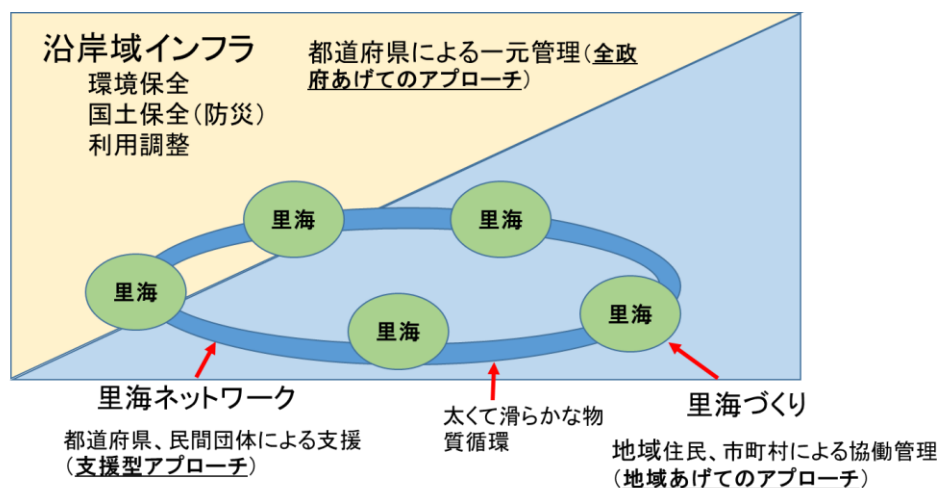 沿岸域インフラ
環境保全
国土保全（防災）
利用調整
都道府県による一元管理（全政
府あげてのアプローチ）
里海
里海
里海
里海
里海
里海ネットワーク
都道府県、民間団体による支援
（支援型アプローチ）
太くて滑らかな物
質循環
里海づくり
地域住民、市町村による協働管理
（地域あげてのアプローチ）